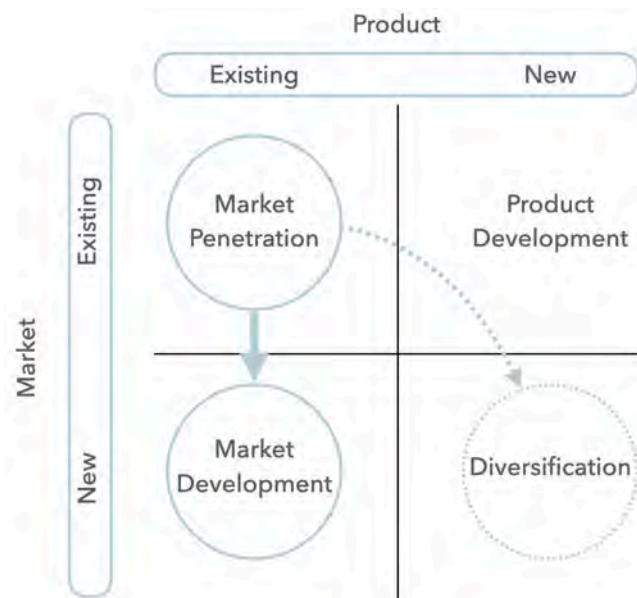 Product
Existing
New
Market
Existing
New
Market
Penetration
Product
Development
Market
Development
Diversification